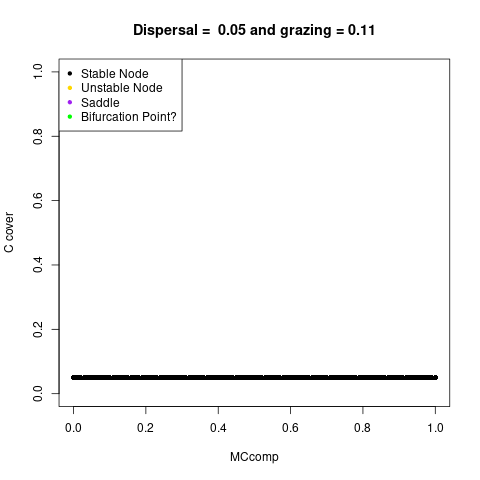 Dispersal =  0.05 and grazing = 0.11
Stable Node
Unstable Node
Saddle
Bifurcation Point?
C cover
1.0
0.8
0.6
0.4
0.2
0.0
0.0 0.2 0.4 0.6 0.8 1.0
MCcomp